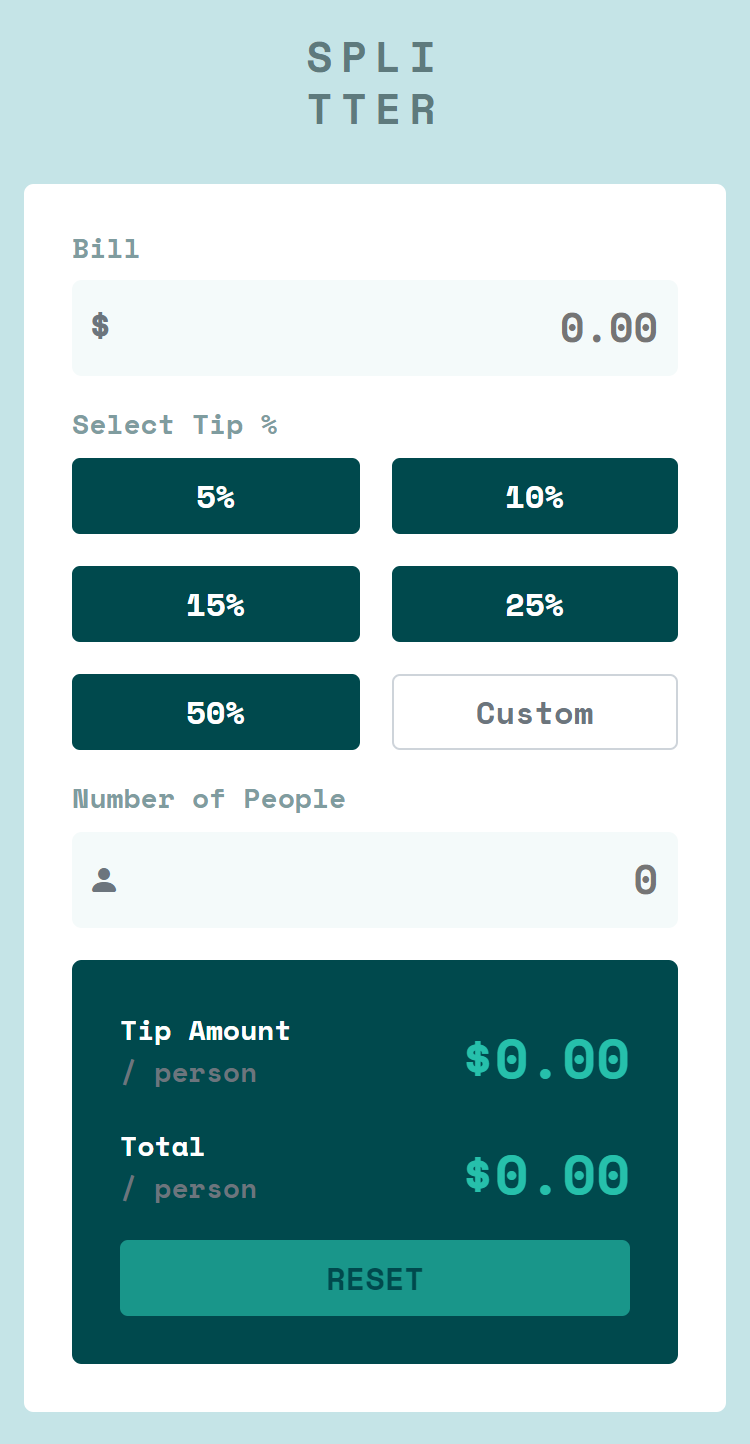 SPLI
TTER
Bill
$ 0.00
Select Tip %
5% 10%
15% 25%
50% Custom
Number of People
0
Tip Amount
/ person
$0.00
Total
/ person
$0.00
RESET